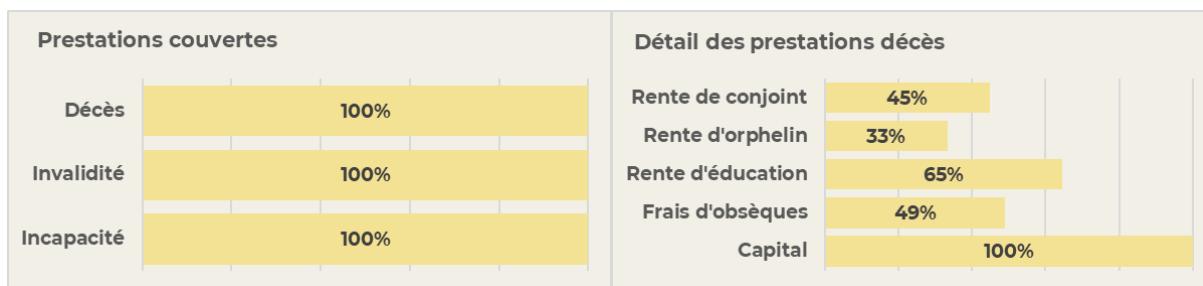 Prestations couvertes
Décès 100%
Invalidité 100%
Incapacité 100%
Détail des prestations décès
Rente de conjoint 45%
Rente d'orphelin 33%
Rente d'éducation 65%
Frais d'obsèques 49%
Capital 100%